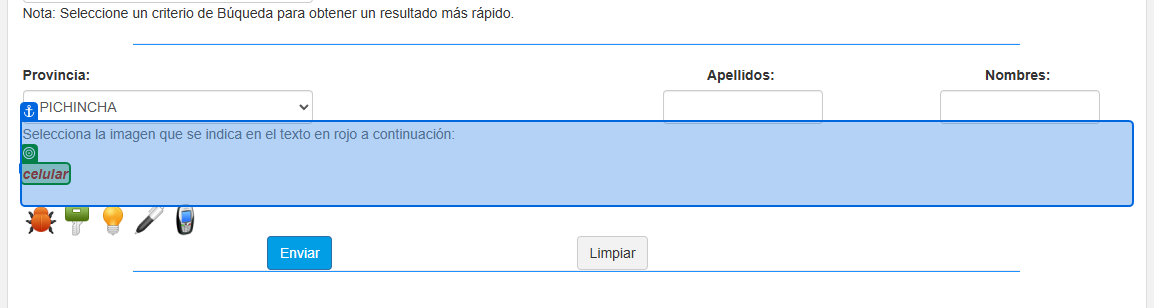 Nota: Seleccione un criterio de Búqueda para obtener un resultado más rápido.
Provincia: Apellidos: Nombres:
PICHINCHA
Selecciona la imagen que se indica en el texto en rojo a continuación:
celular
Enviar Limpiar